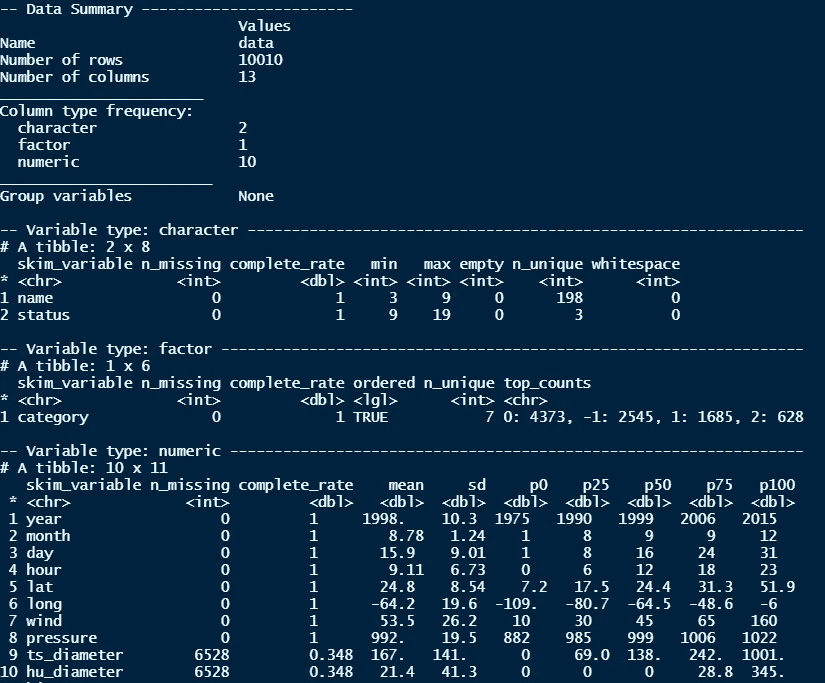 -- Data Summary ------------------------
                           Values
Name                       data
Number of rows             10010
Number of columns          13
_______________________
Column type frequency:
  character                2
  factor                   1
  numeric                  10
________________________
Group variables            None
-- Variable type: character --------------------------------------------------------------
# A tibble: 2 x 8
  skim_variable n_missing complete_rate   min   max empty n_unique whitespace
* <chr>             <int>         <dbl> <int> <int> <int>    <int>      <int>
1 name                  0             1     3     9     0      198          0
2 status                0             1     9    19     0        3          0
-- Variable type: factor -----------------------------------------------------------------
# A tibble: 1 x 6
  skim_variable n_missing complete_rate ordered n_unique top_counts
* <chr>             <int>         <dbl> <lgl>      <int> <chr>
1 category              0             1 TRUE           7 0: 4373, -1: 2545, 1: 1685, 2: 628
-- Variable type: numeric ----------------------------------------------------------------
# A tibble: 10 x 11
   skim_variable n_missing complete_rate    mean     sd    p0    p25    p50    p75   p100
 * <chr>             <int>         <dbl>   <dbl>  <dbl> <dbl>  <dbl>  <dbl>  <dbl>  <dbl>
 1 year                  0         1     1998.    10.3   1975 1990   1999   2006   2015
 2 month                 0         1        8.78   1.24     1    8      9      9     12
 3 day                   0         1       15.9    9.01     1    8     16     24     31
 4 hour                  0         1        9.11   6.73     0    6     12     18     23
 5 lat                   0         1       24.8    8.54   7.2   17.5   24.4   31.3   51.9
 6 long                  0         1      -64.2   19.6  -109.  -80.7  -64.5  -48.6   -6
 7 wind                  0         1       53.5   26.2     10   30     45     65    160
 8 pressure              0         1      992.    19.5    882  985    999   1006   1022
 9 ts_diameter        6528         0.348  167.   141.       0   69.0  138.   242.  1001.
10 hu_diameter        6528         0.348   21.4   41.3      0    0      0     28.8  345.